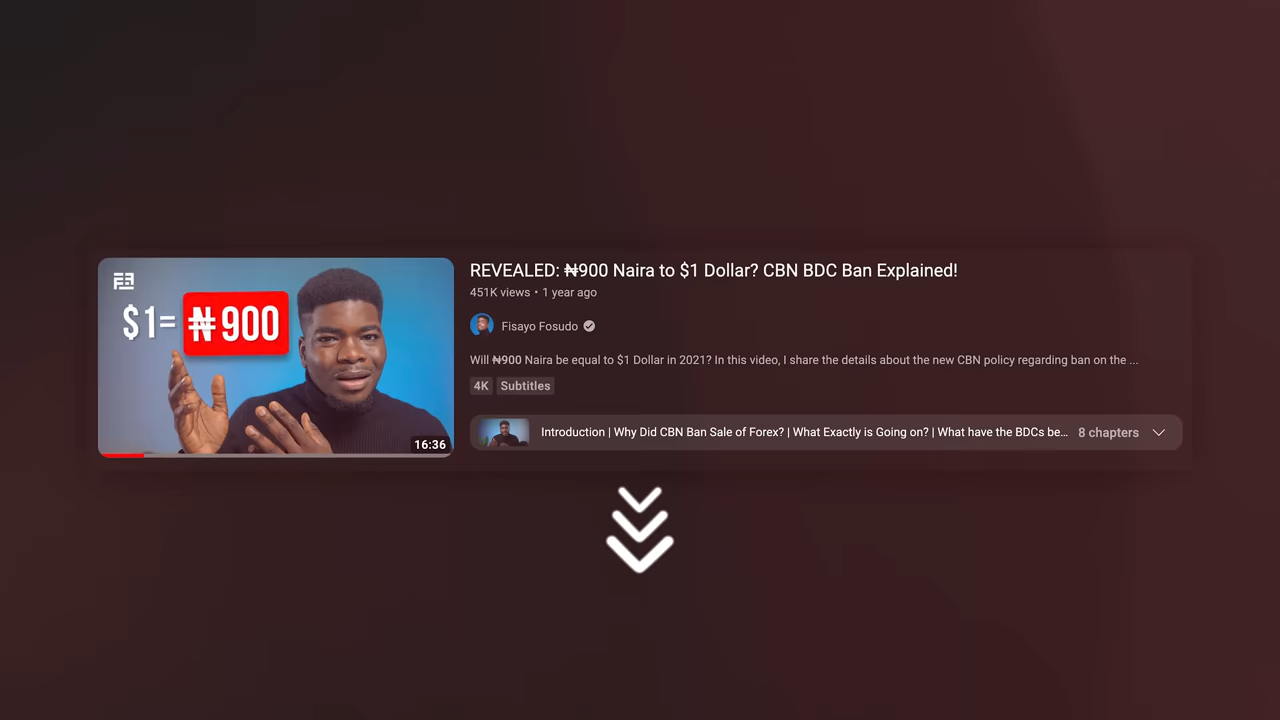 $1= ₦900
16:36
REVEALED: ₦900 Naira to $1 Dollar? CBN BDC Ban Explained!
451K views • 1 year ago
Fisayo Fosudo
Will ₦900 Naira be equal to $1 Dollar in 2021? In this video, I share the details about the new CBN policy regarding ban on the ...
4K Subtitles
Introduction | Why Did CBN Ban Sale of Forex? | What Exactly is Going on? | What have the BDCs be... 8 chapters